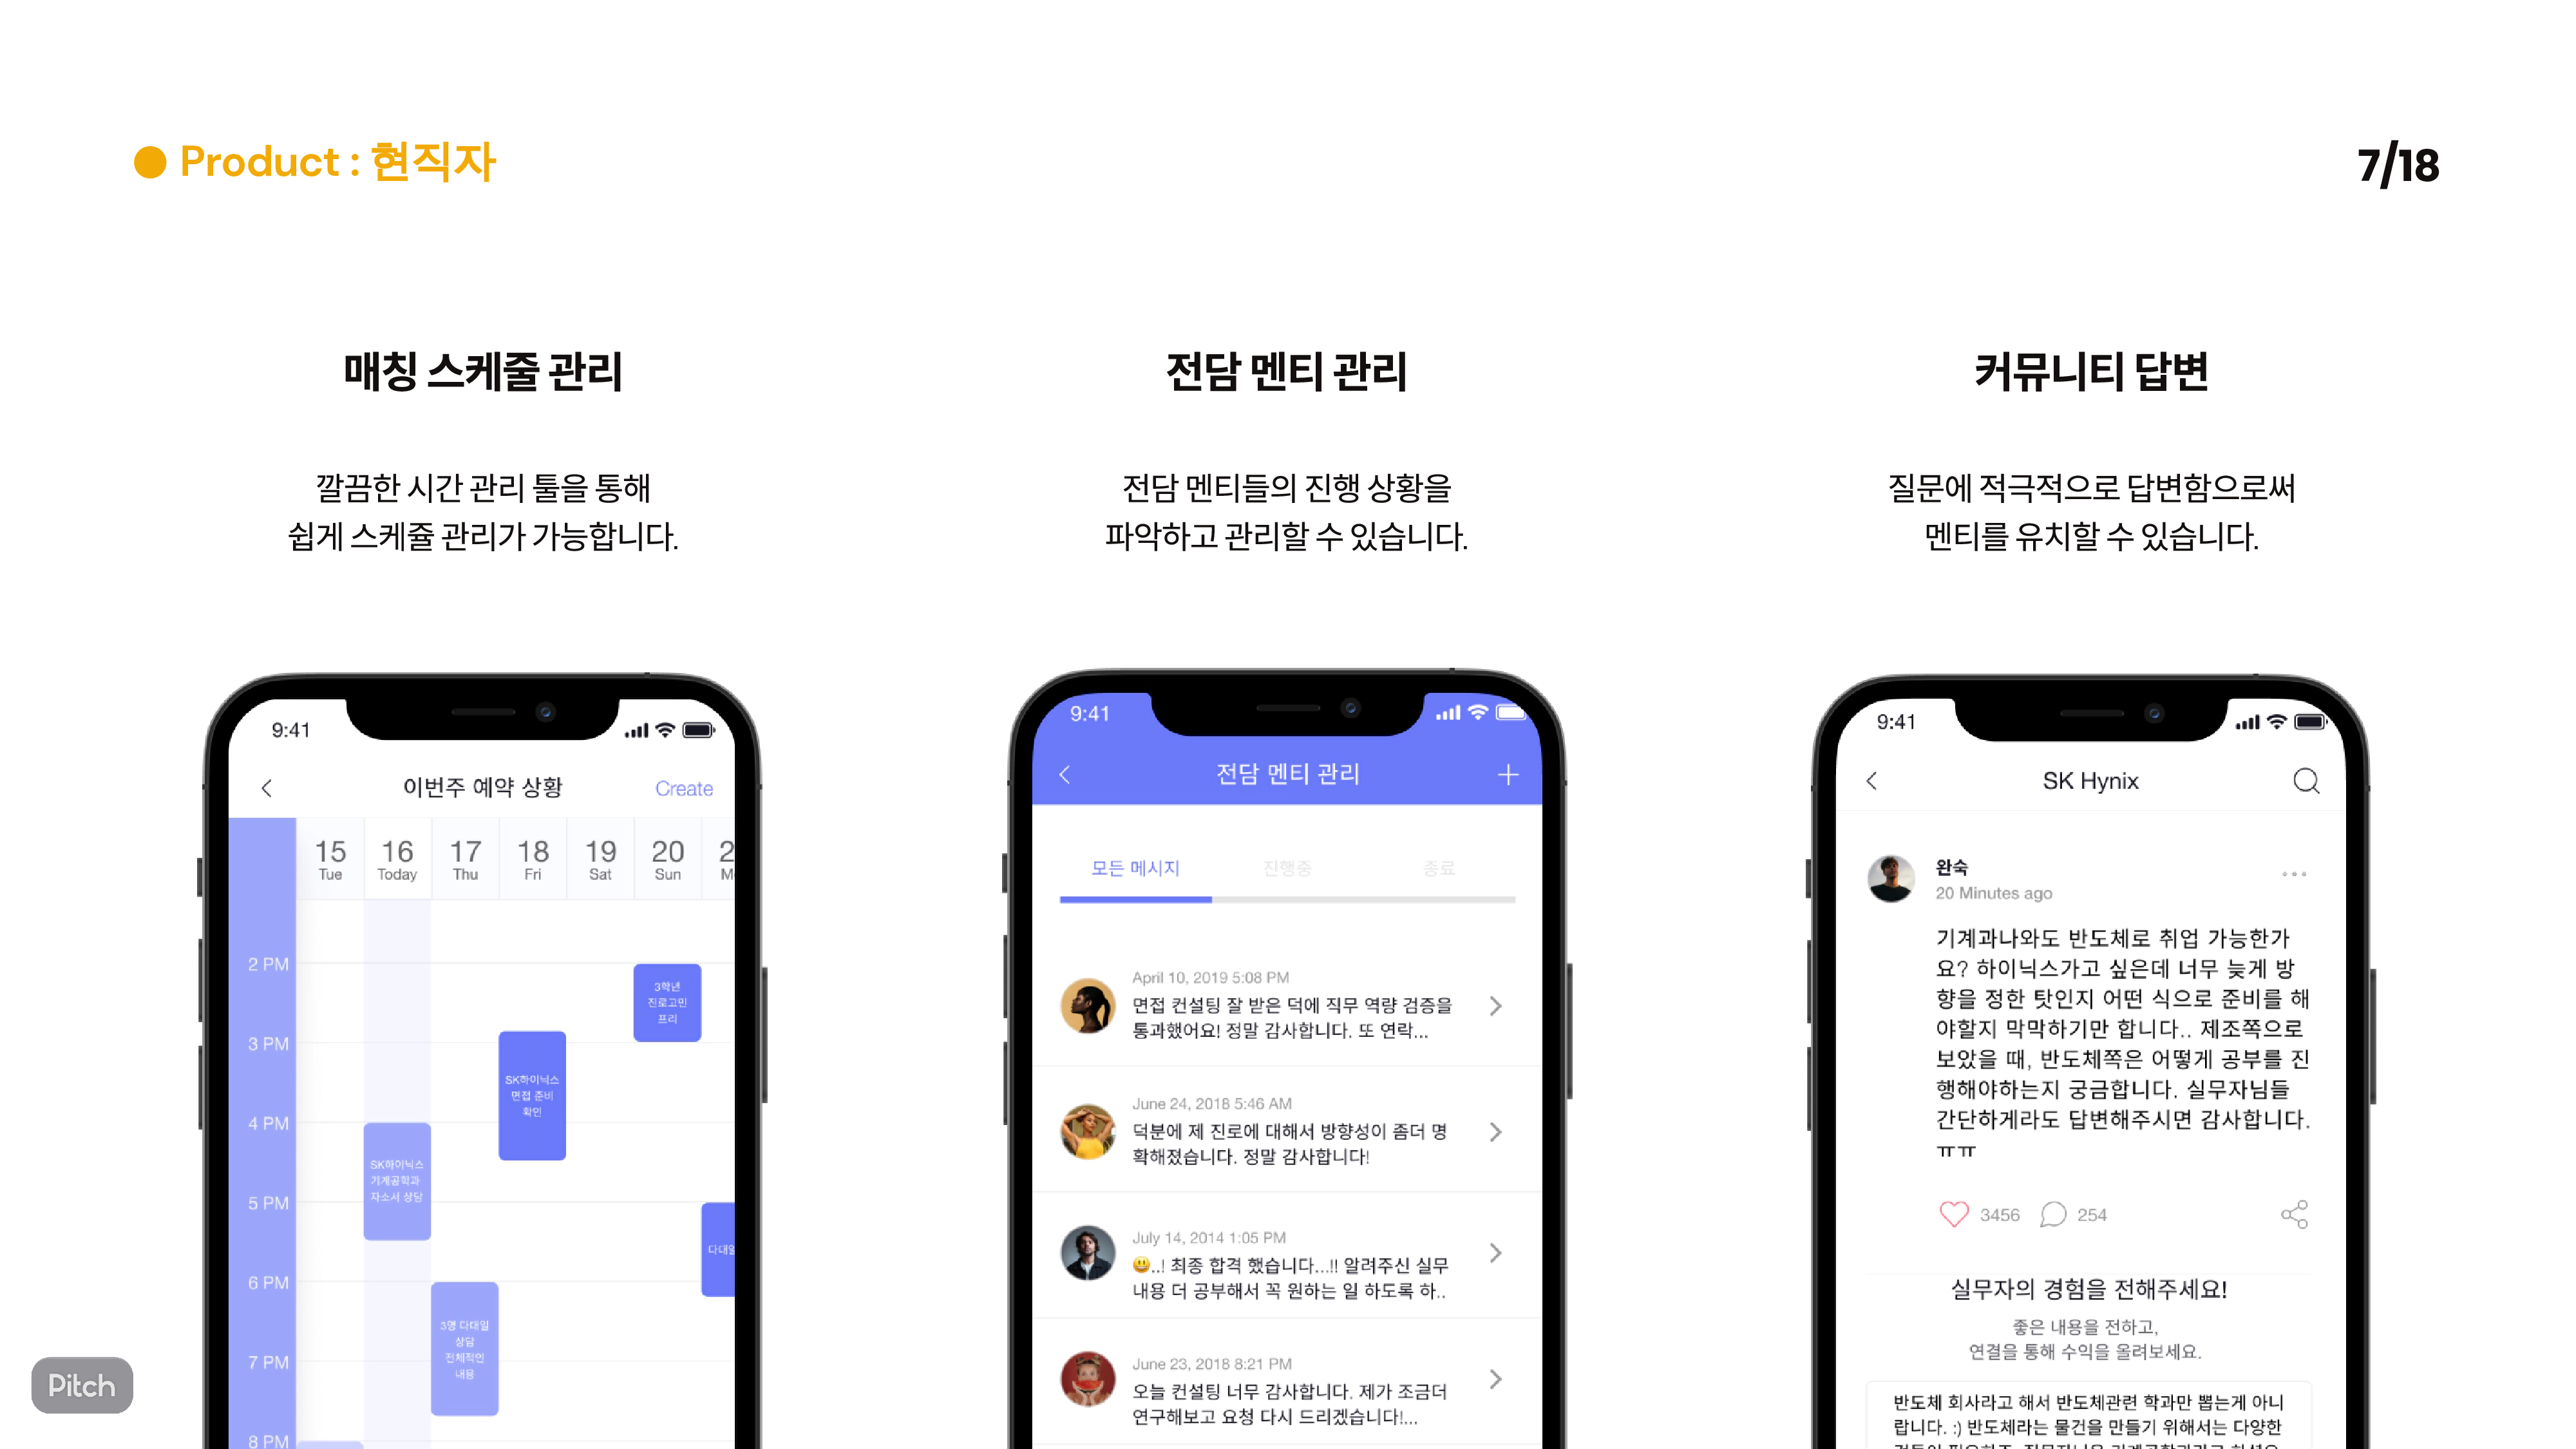 Product : 현직자
7/18
매칭 스케줄 관리
깔끔한 시간 관리 툴을 통해
쉽게 스케쥴 관리가 가능합니다.
9:41
이번주 예약 상황
Create
15
Tue
16
Today
17
Thu
18
Fri
19
Sat
20
Sun
2 PM
3 PM
4 PM
5 PM
6 PM
7 PM
8 PM
3학년
진로고민
프리
SK하이닉스
면접 준비
확인
SK하이닉스
기계공학과
자소서 상담
다대일
3명 다대일
상담
전체적인
내용
전담 멘티 관리
전담 멘티들의 진행 상황을
파악하고 관리할 수 있습니다.
9:41
전담 멘티 관리
모든 메시지
진행중
종료
April 10, 2019 5:08 PM
면접 컨설팅 잘 받은 덕에 직무 역량 검증을
통과했어요! 정말 감사합니다. 또 연락...
June 24, 2018 5:46 AM
덕분에 제 진로에 대해서 방향성이 좀더 명
확해졌습니다. 정말 감사합니다!
July 14, 2014 1:05 PM
😃..! 최종 합격 했습니다...!! 알려주신 실무
내용 더 공부해서 꼭 원하는 일 하도록 하..
June 23, 2018 8:21 PM
오늘 컨설팅 너무 감사합니다. 제가 조금더
연구해보고 요청 다시 드리겠습니다!...
커뮤니티 답변
질문에 적극적으로 답변함으로써
멘티를 유치할 수 있습니다.
9:41
SK Hynix
완숙
20 Minutes ago
기계과나와도 반도체로 취업 가능한가
요? 하이닉스가고 싶은데 너무 늦게 방
향을 정한 탓인지 어떤 식으로 준비를 해
야할지 막막하기만 합니다.. 제조쪽으로
보았을 때, 반도체쪽은 어떻게 공부를 진
행해야하는지 궁금합니다. 실무자님들
간단하게라도 답변해주시면 감사합니다.
ㅠㅠ
3456
254
실무자의 경험을 전해주세요!
좋은 내용을 전하고,
연결을 통해 수익을 올려보세요.
반도체 회사라고 해서 반도체관련 학과만 뽑는게 아니
랍니다. :) 반도체라는 물건을 만들기 위해서는 다양한
Pitch